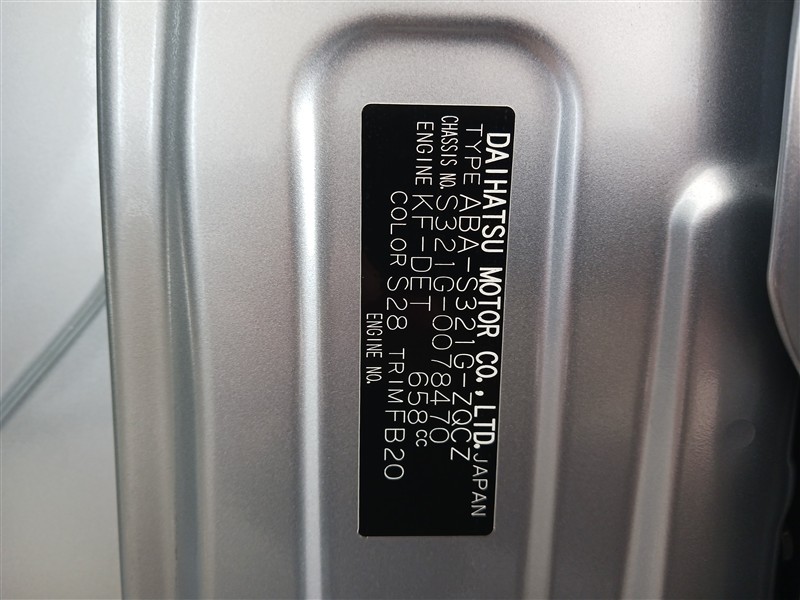 DAIHATSU MOTOR CO., LTD. JAPAN
TYPE ABA-S321G-ZQCZ
CHASSIS NO. S321G-0078470
ENGINE KF-DET 658cc
COLOR S28 TRIM FB20
ENGINE NO.